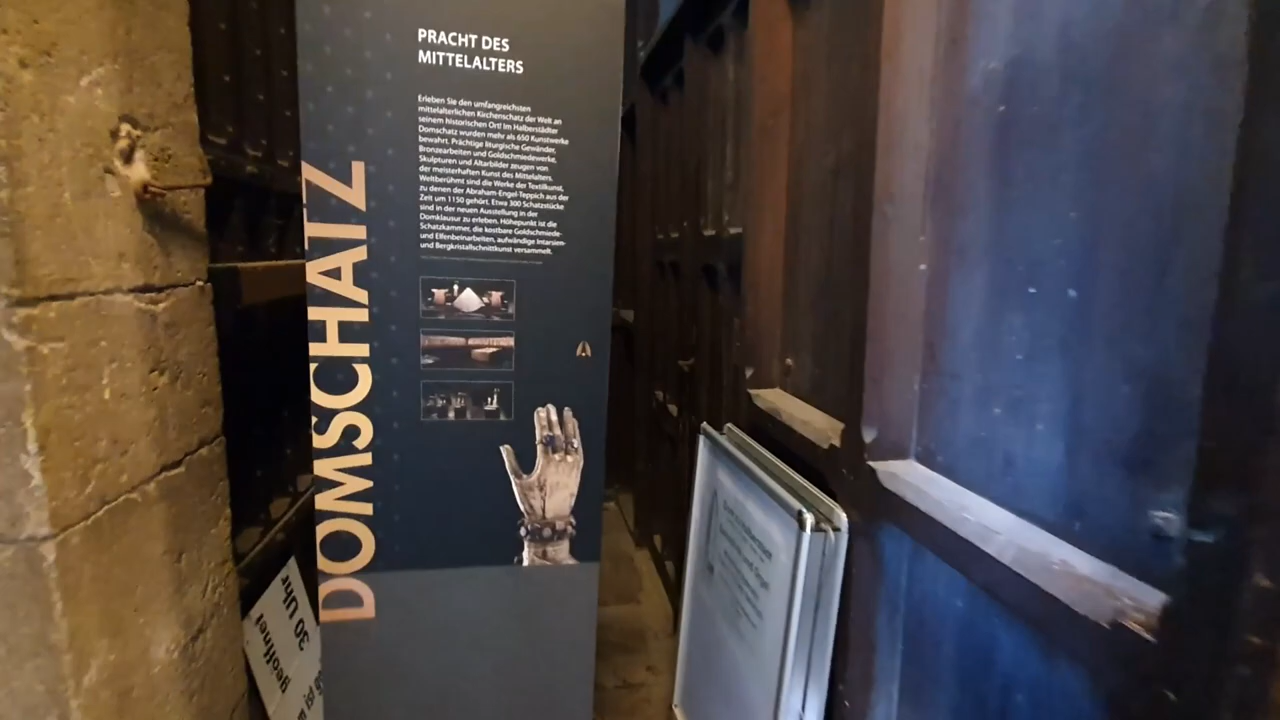 PRACHT DES
MITTELALTERS
Erleben Sie den umfangreichsten
mittelalterlichen Kirchenschatz der Welt an
seinem historischen Ort! Im Halberstädter
Domschatz wurden mehr als 650 Kunstwerke
bewahrt. Prächtige liturgische Gewänder,
Bronzearbeiten und Goldschmiedewerke,
Skulpturen und Altarbilder zeugen von
der meisterhaften Kunst des Mittelalters.
Weltberühmt sind die Werke der Textilkunst,
zu denen der Abraham-Engel-Teppich aus der
Zeit um 1150 gehört. Etwa 300 Schatzstücke
sind in der neuen Ausstellung in der
Domklausur zu erleben. Höhepunkt ist die
Schatzkammer, die kostbare Goldschmiede-
und Elfenbeinarbeiten, aufwändige Intarsien-
und Bergkristallschnittkunst versammelt.
DOMSCHATZ
geöffnet
30 Uhr